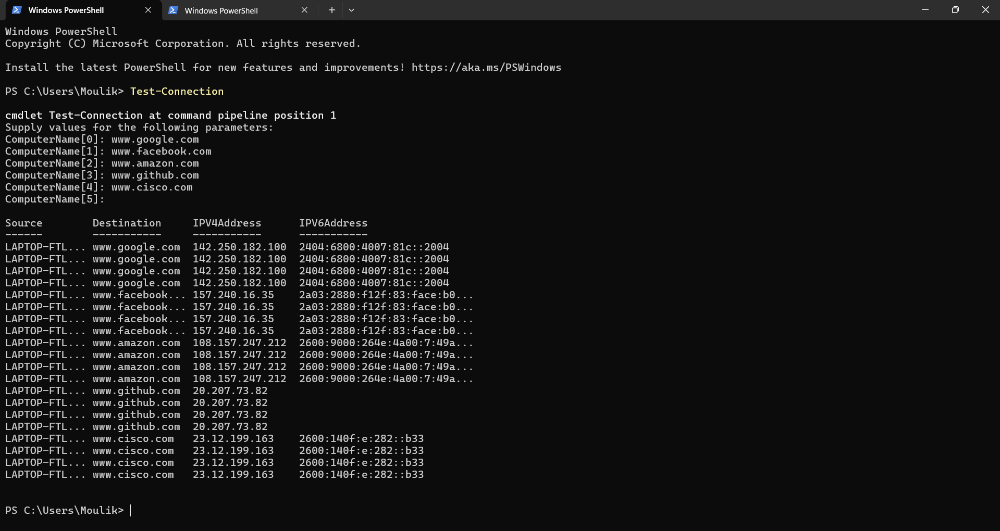 Windows PowerShell
Windows PowerShell
Windows PowerShell
Copyright (C) Microsoft Corporation. All rights reserved.
Install the latest PowerShell for new features and improvements! https://aka.ms/PSWindows
PS C:\Users\Moulik> Test-Connection
cmdlet Test-Connection at command pipeline position 1
Supply values for the following parameters:
ComputerName[0]: www.google.com
ComputerName[1]: www.facebook.com
ComputerName[2]: www.amazon.com
ComputerName[3]: www.github.com
ComputerName[4]: www.cisco.com
ComputerName[5]:
Source        Destination     IPV4Address      IPV6Address
------        -----------     -----------      -----------
LAPTOP-FTL... www.google.com  142.250.182.100  2404:6800:4007:81c::2004
LAPTOP-FTL... www.google.com  142.250.182.100  2404:6800:4007:81c::2004
LAPTOP-FTL... www.google.com  142.250.182.100  2404:6800:4007:81c::2004
LAPTOP-FTL... www.google.com  142.250.182.100  2404:6800:4007:81c::2004
LAPTOP-FTL... www.facebook... 157.240.16.35    2a03:2880:f12f:83:face:b0...
LAPTOP-FTL... www.facebook... 157.240.16.35    2a03:2880:f12f:83:face:b0...
LAPTOP-FTL... www.facebook... 157.240.16.35    2a03:2880:f12f:83:face:b0...
LAPTOP-FTL... www.facebook... 157.240.16.35    2a03:2880:f12f:83:face:b0...
LAPTOP-FTL... www.amazon.com  108.157.247.212  2600:9000:264e:4a00:7:49a...
LAPTOP-FTL... www.amazon.com  108.157.247.212  2600:9000:264e:4a00:7:49a...
LAPTOP-FTL... www.amazon.com  108.157.247.212  2600:9000:264e:4a00:7:49a...
LAPTOP-FTL... www.amazon.com  108.157.247.212  2600:9000:264e:4a00:7:49a...
LAPTOP-FTL... www.github.com  20.207.73.82
LAPTOP-FTL... www.github.com  20.207.73.82
LAPTOP-FTL... www.github.com  20.207.73.82
LAPTOP-FTL... www.github.com  20.207.73.82
LAPTOP-FTL... www.cisco.com   23.12.199.163    2600:140f:e:282::b33
LAPTOP-FTL... www.cisco.com   23.12.199.163    2600:140f:e:282::b33
LAPTOP-FTL... www.cisco.com   23.12.199.163    2600:140f:e:282::b33
LAPTOP-FTL... www.cisco.com   23.12.199.163    2600:140f:e:282::b33
PS C:\Users\Moulik>